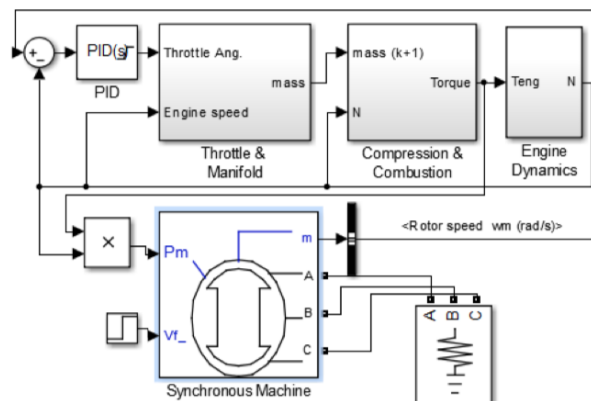 +
_
PID(s)
PID
Throttle Ang.
mass
Engine speed
Throttle &
Manifold
mass (k+1)
Torque
N
Compression &
Combustion
Teng
N
Engine
Dynamics
×
Pm
m
<Rotor speed wm (rad/s)>
A
B
Vf_
C
Synchronous Machine
A B C